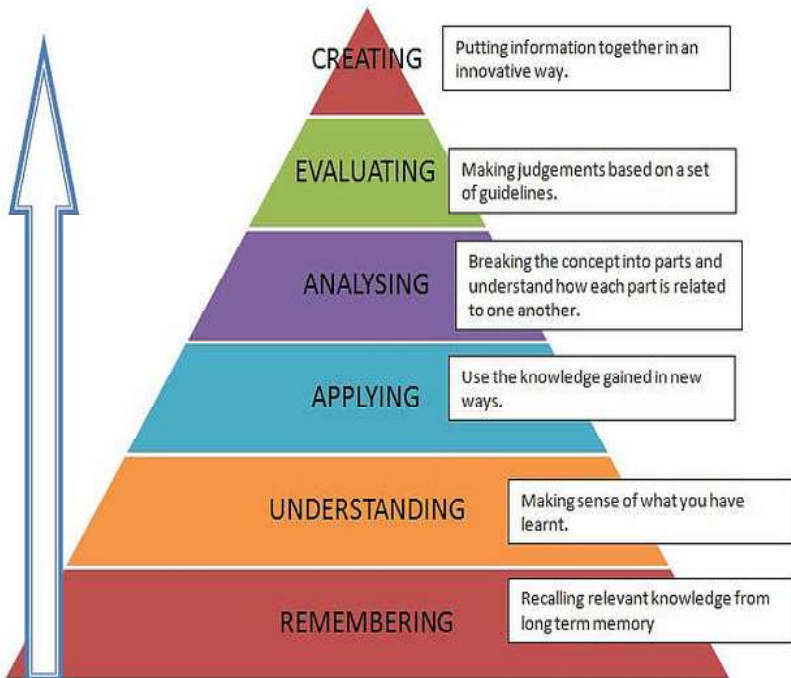 CREATING
Putting information together in an
innovative way.
EVALUATING
Making judgements based on a set
of guidelines.
ANALYSING
Breaking the concept into parts and
understand how each part is related
to one another.
APPLYING
Use the knowledge gained in new
ways.
UNDERSTANDING
Making sense of what you have
learnt.
REMEMBERING
Recalling relevant knowledge from
long term memory